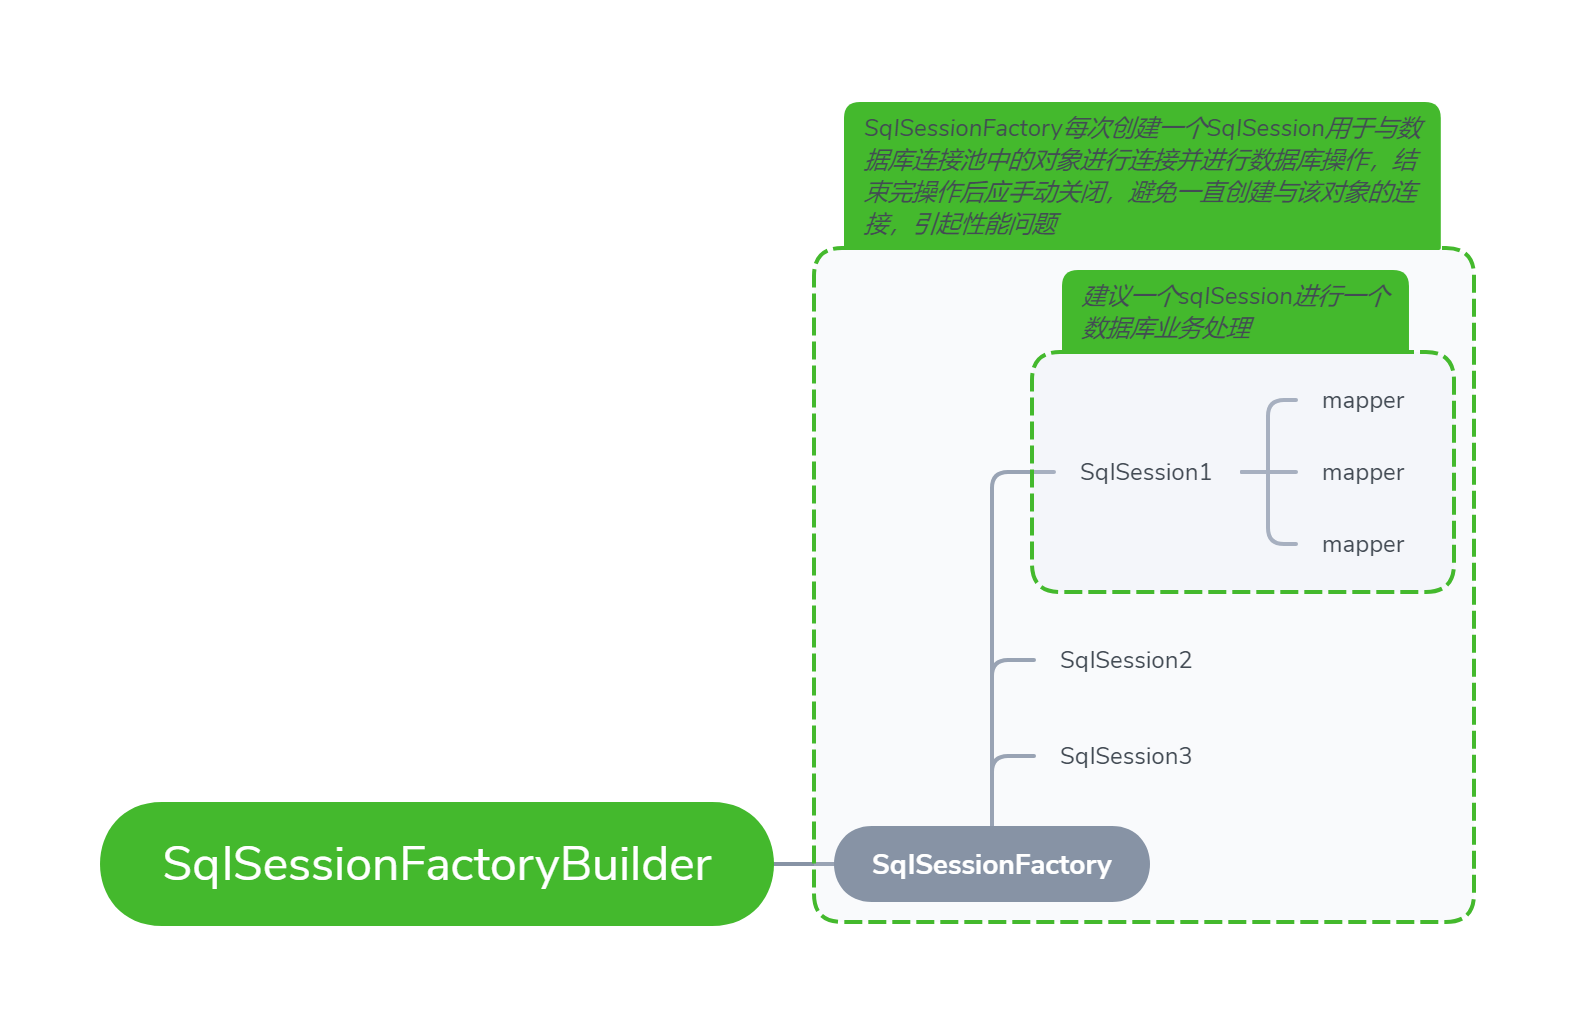 SqlSessionFactory每次创建一个SqlSession用于与数
据库连接池中的对象进行连接并进行数据库操作，结
束完操作后应手动关闭，避免一直创建与该对象的连
接，引起性能问题
建议一个sqlSession进行一个
数据库业务处理
mapper
SqlSession1
mapper
mapper
SqlSession2
SqlSession3
SqlSessionFactoryBuilder
SqlSessionFactory